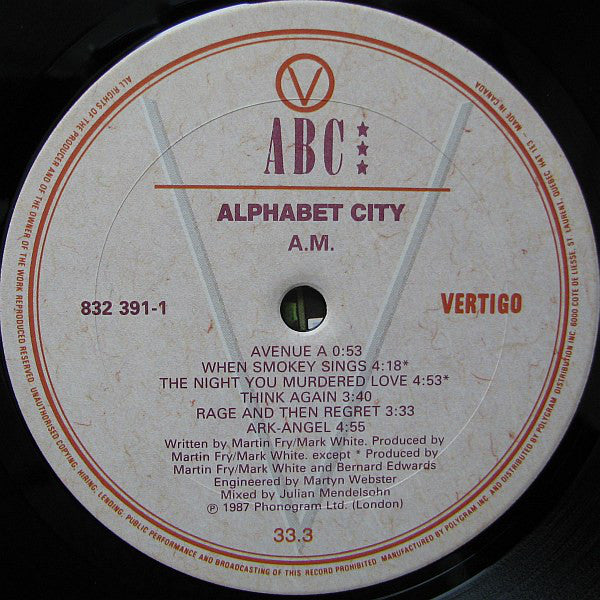 V
ABC
ALPHABET CITY
A.M.
832 391-1
VERTIGO
AVENUE A 0:53
WHEN SMOKEY SINGS 4:18*
THE NIGHT YOU MURDERED LOVE 4:53*
THINK AGAIN 3:40
RAGE AND THEN REGRET 3:33
ARK-ANGEL 4:55
Written by Martin Fry/Mark White. Produced by
Martin Fry/Mark White. except * Produced by
Martin Fry/Mark White and Bernard Edwards
Engineered by Martyn Webster
Mixed by Julian Mendelsohn
℗ 1987 Phonogram Ltd. (London)
33.3
ALL RIGHTS OF THE PRODUCER AND OF THE OWNER OF THE WORK REPRODUCED RESERVED. UNAUTHORISED COPYING, HIRING, LENDING, PUBLIC PERFORMANCE AND BROADCASTING OF THIS RECORD PROHIBITED. MANUFACTURED BY POLYGRAM INC. AND DISTRIBUTED BY POLYGRAM DISTRIBUTION INC. 6000 COTE DE LIESSE, ST. LAURENT, QUEBEC H4T 1E3 • MADE IN CANADA